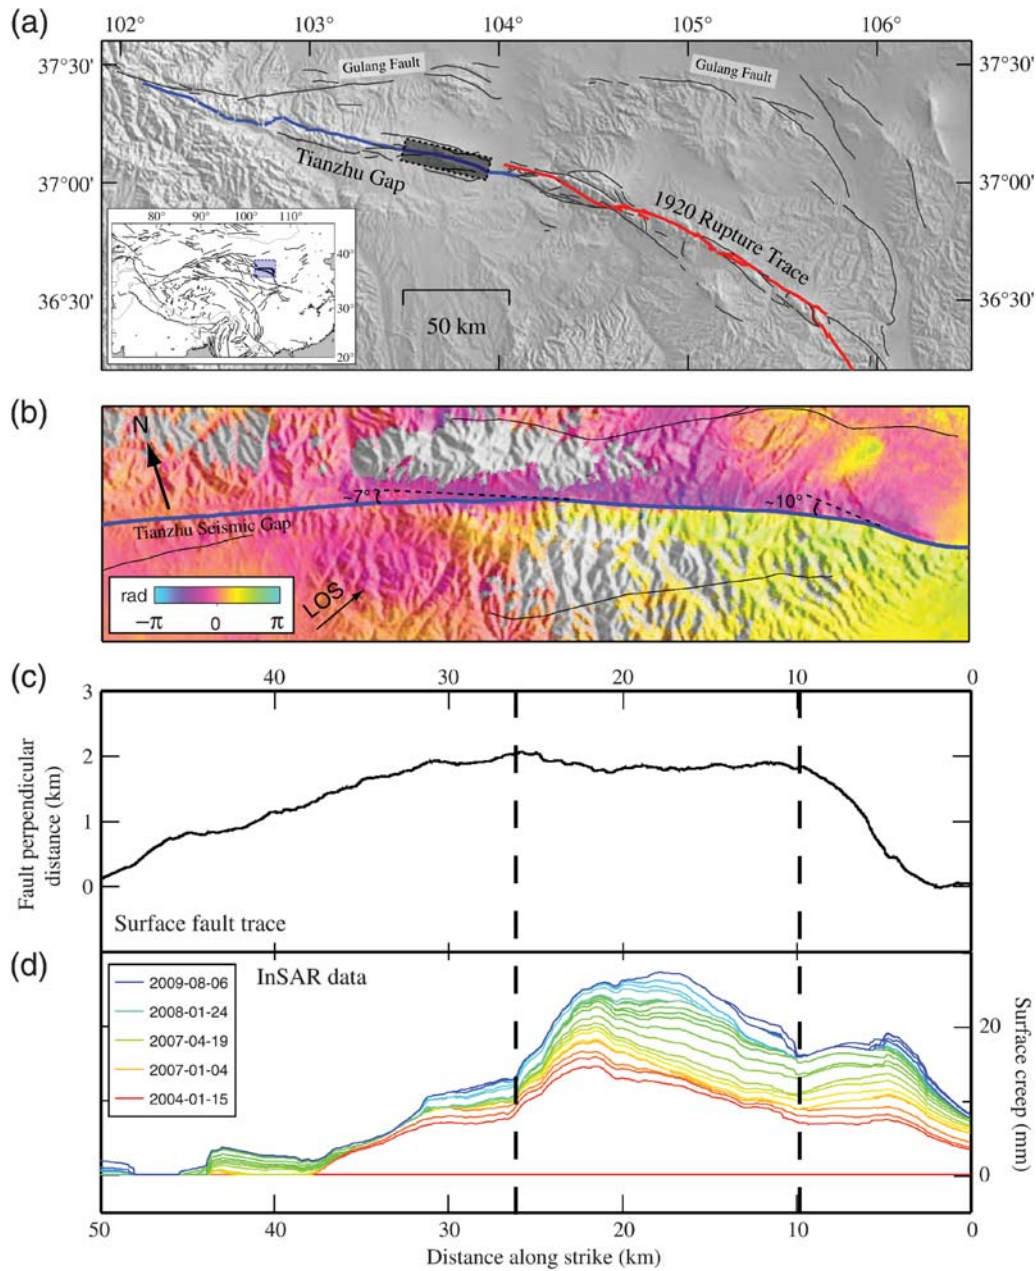 (a)
102° 103° 104° 105° 106°
37°30' 37°30'
Gulang Fault Gulang Fault
Tianzhu Gap
37°00' 37°00'
1920 Rupture Trace
80° 90° 100° 110°
40°
30°
20°
36°30' 36°30'
50 km
(b)
N
~7° ~10°
Tianzhu Seismic Gap
rad
−π 0 π
LOS
(c)
40 30 20 10 0
3
2
1
0
Fault perpendicular
distance (km)
Surface fault trace
(d)
InSAR data
2009-08-06
2008-01-24
2007-04-19
2007-01-04
2004-01-15
20
10
0
Surface creep (mm)
50 40 30 20 10 0
Distance along strike (km)